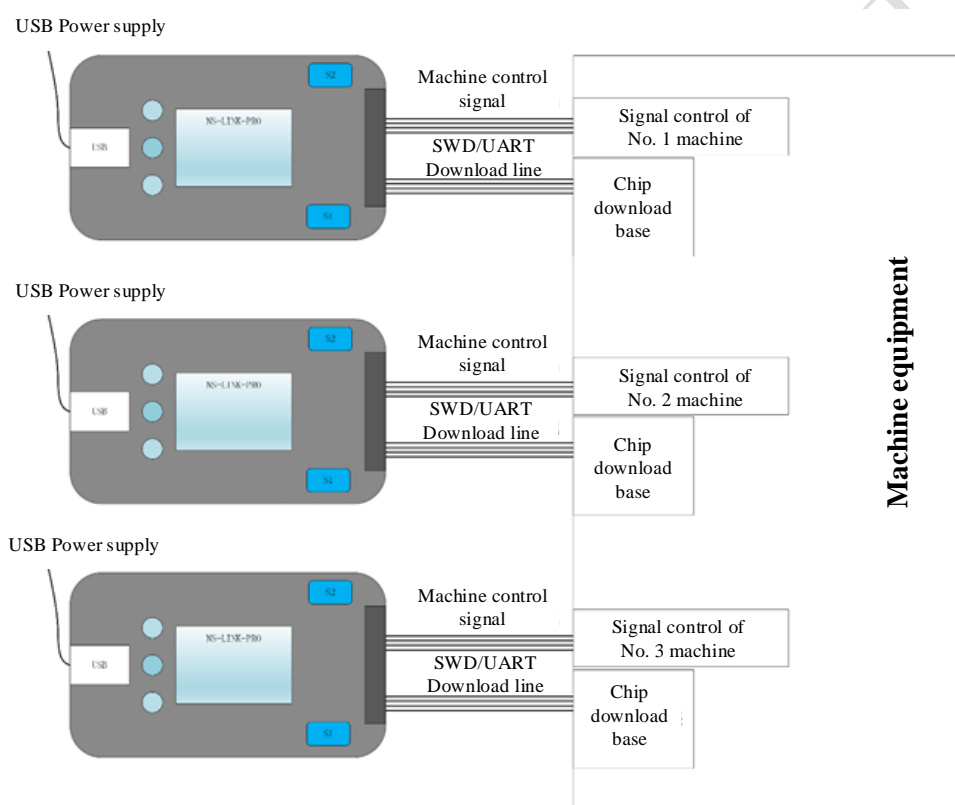 USB Power supply
S2
Machine control
signal
NS-LINK-PRO
Signal control of
No. 1 machine
USB
SWD/UART
Download line
Chip
download
base
S1
USB Power supply
S2
Machine control
signal
NS-LINK-PRO
Signal control of
No. 2 machine
USB
SWD/UART
Download line
Chip
download
base
S1
Machine equipment
USB Power supply
S2
Machine control
signal
NS-LINK-PRO
Signal control of
No. 3 machine
USB
SWD/UART
Download line
Chip
download
base
S1